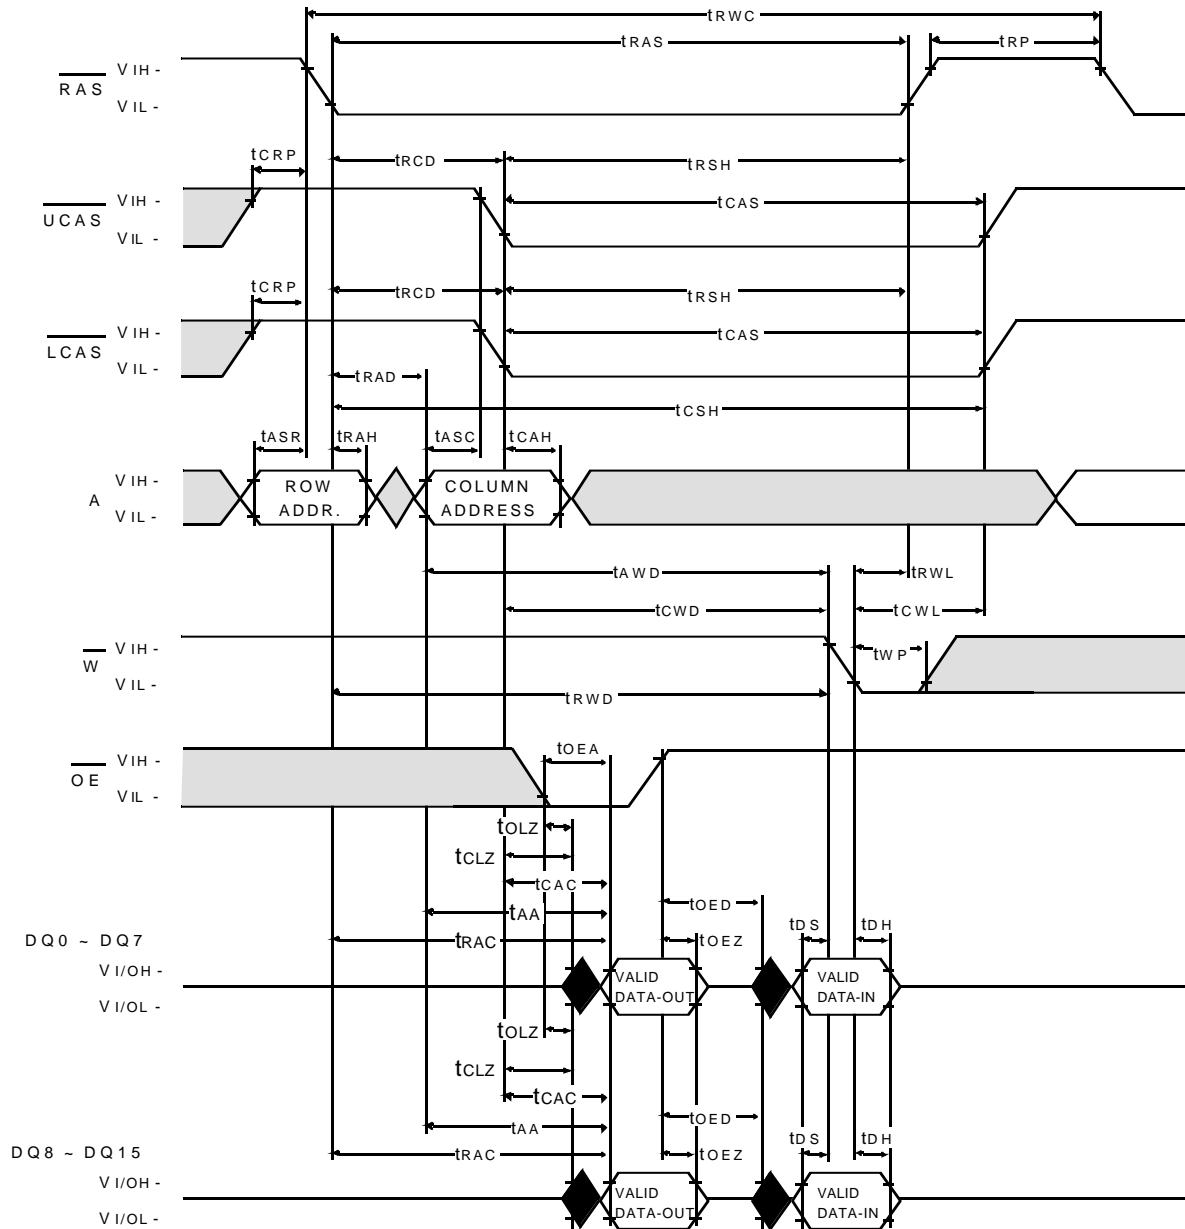 tRWC
tRAS
tRP
RAS
VIH -
VIL -
tCRP
tRCD
tRSH
UCAS
VIH -
VIL -
tCAS
tCRP
tRCD
tRSH
LCAS
VIH -
VIL -
tCAS
tRAD
tCSH
tASR
tRAH
tASC
tCAH
A
VIH -
VIL -
ROW
ADDR.
COLUMN
ADDRESS
tAWD
tRWL
tCWD
tCWL
W
VIH -
VIL -
tWP
tRWD
OE
VIH -
VIL -
tOEA
tOLZ
tCLZ
tCAC
tOED
tAA
tDS
tDH
DQ0 ~ DQ7
tRAC
tOEZ
VI/OH -
VI/OL -
VALID
DATA-OUT
VALID
DATA-IN
tOLZ
tCLZ
tCAC
tOED
tAA
tDS
tDH
DQ8 ~ DQ15
tRAC
tOEZ
VI/OH -
VI/OL -
VALID
DATA-OUT
VALID
DATA-IN